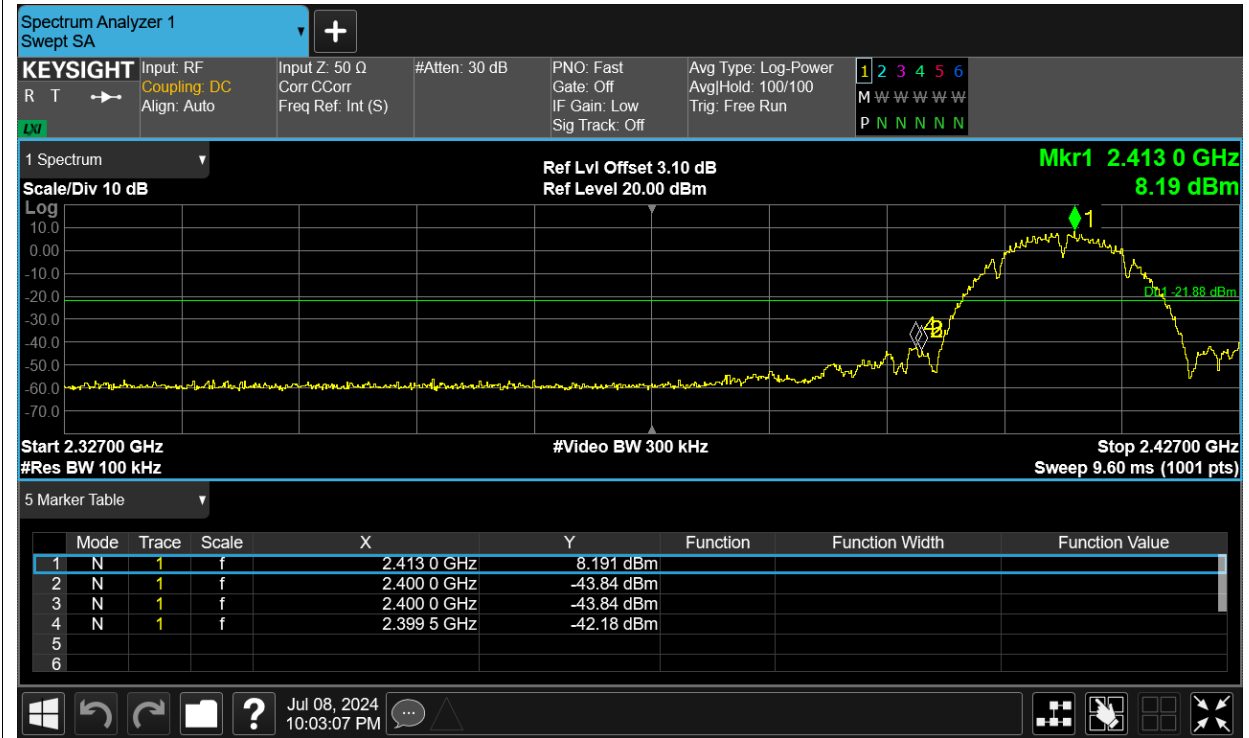 Spectrum Analyzer 1
Swept SA
KEYSIGHT Input: RF Input Z: 50 Ω #Atten: 30 dB PNO: Fast Avg Type: Log-Power 1 2 3 4 5 6
R T Coupling: DC Corr CCorr Gate: Off Avg|Hold: 100/100 M W W W W W W
Align: Auto Freq Ref: Int (S) IF Gain: Low Trig: Free Run
LXI Sig Track: Off P N N N N N N
1 Spectrum Ref Lvl Offset 3.10 dB Mkr1 2.413 0 GHz
Scale/Div 10 dB Ref Level 20.00 dBm 8.19 dBm
Log
10.0 1
0.00
-10.0
-20.0 -21.88 dBm
-30.0
-40.0
-50.0
-60.0
-70.0
Start 2.32700 GHz #Video BW 300 kHz Stop 2.42700 GHz
#Res BW 100 kHz Sweep 9.60 ms (1001 pts)
5 Marker Table
Mode Trace Scale X Y Function Function Width Function Value
1 N 1 f 2.413 0 GHz 8.191 dBm
2 N 1 f 2.400 0 GHz -43.84 dBm
3 N 1 f 2.400 0 GHz -43.84 dBm
4 N 1 f 2.399 5 GHz -42.18 dBm
5
6
? Jul 08, 2024
10:03:07 PM